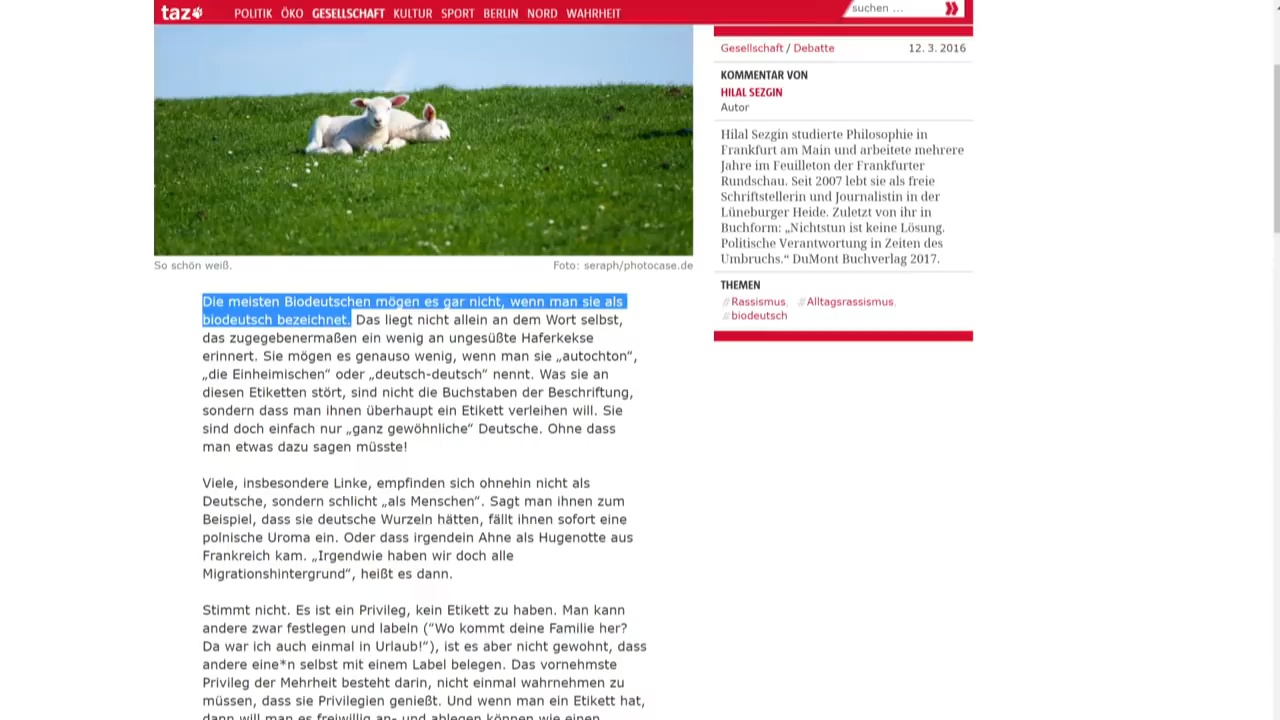 taz
POLITIK ÖKO GESELLSCHAFT KULTUR SPORT BERLIN NORD WAHRHEIT
suchen ...
So schön weiß.
Foto: seraph/photocase.de
Die meisten Biodeutschen mögen es gar nicht, wenn man sie als
biodeutsch bezeichnet. Das liegt nicht allein an dem Wort selbst,
das zugegebenermaßen ein wenig an ungesüßte Haferkekse
erinnert. Sie mögen es genauso wenig, wenn man sie „autochton“,
„die Einheimischen“ oder „deutsch-deutsch“ nennt. Was sie an
diesen Etiketten stört, sind nicht die Buchstaben der Beschriftung,
sondern dass man ihnen überhaupt ein Etikett verleihen will. Sie
sind doch einfach nur „ganz gewöhnliche“ Deutsche. Ohne dass
man etwas dazu sagen müsste!
Viele, insbesondere Linke, empfinden sich ohnehin nicht als
Deutsche, sondern schlicht „als Menschen“. Sagt man ihnen zum
Beispiel, dass sie deutsche Wurzeln hätten, fällt ihnen sofort eine
polnische Uroma ein. Oder dass irgendein Ahne als Hugenotte aus
Frankreich kam. „Irgendwie haben wir doch alle
Migrationshintergrund“, heißt es dann.
Stimmt nicht. Es ist ein Privileg, kein Etikett zu haben. Man kann
andere zwar festlegen und labeln (“Wo kommt deine Familie her?
Da war ich auch einmal in Urlaub!“), ist es aber nicht gewohnt, dass
andere eine*n selbst mit einem Label belegen. Das vornehmste
Privileg der Mehrheit besteht darin, nicht einmal wahrnehmen zu
müssen, dass sie Privilegien genießt. Und wenn man ein Etikett hat,
dann will man es freiwillig an- und ablegen können wie einen
Gesellschaft / Debatte
12. 3. 2016
KOMMENTAR VON
HILAL SEZGIN
Autor
Hilal Sezgin studierte Philosophie in
Frankfurt am Main und arbeitete mehrere
Jahre im Feuilleton der Frankfurter
Rundschau. Seit 2007 lebt sie als freie
Schriftstellerin und Journalistin in der
Lüneburger Heide. Zuletzt von ihr in
Buchform: „Nichtstun ist keine Lösung.
Politische Verantwortung in Zeiten des
Umbruchs.“ DuMont Buchverlag 2017.
THEMEN
#Rassismus, #Alltagsrassismus,
#biodeutsch